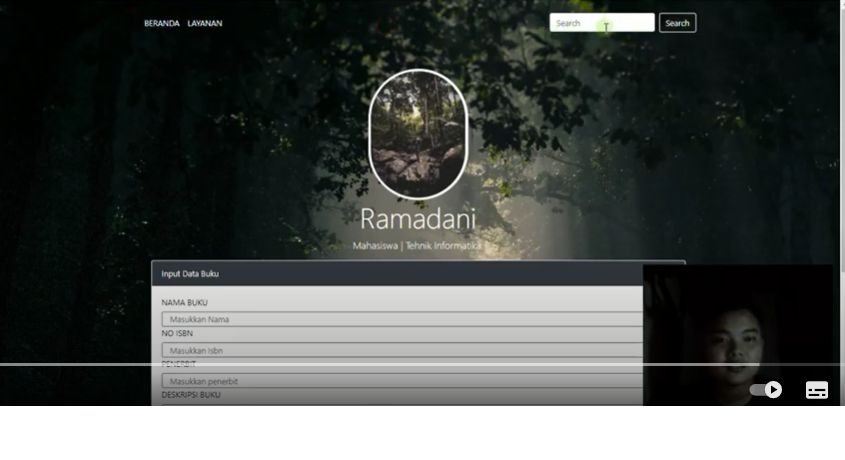 BERANDA LAYANAN
Search Search
Ramadani
Mahasiswa | Tehnik Informatika
Input Data Buku
NAMA BUKU
Masukkan Nama
NO ISBN
Masukkan Isbn
PENERBIT
Masukkan penerbit
DESKRIPSI BUKU